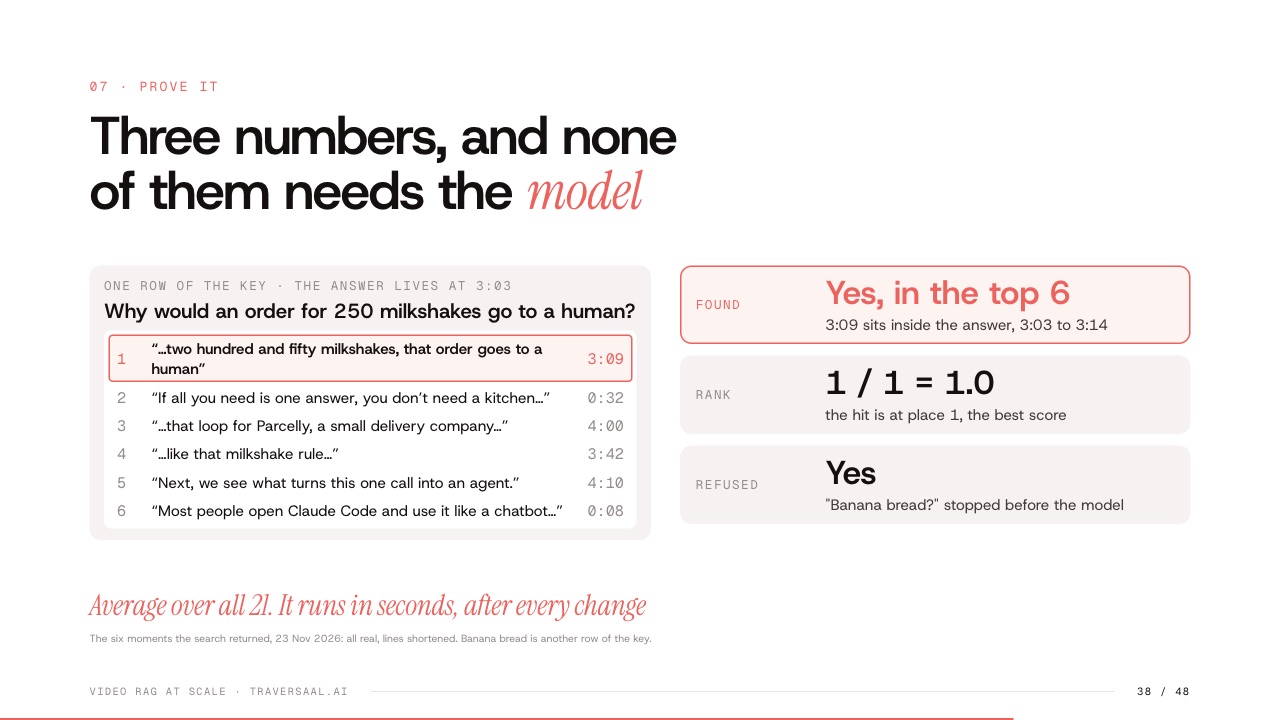 07 · PROVE IT
Three numbers, and none
of them needs the model
ONE ROW OF THE KEY · THE ANSWER LIVES AT 3:03
Why would an order for 250 milkshakes go to a human?
1 “…two hundred and fifty milkshakes, that order goes to a human” 3:09
2 “If all you need is one answer, you don’t need a kitchen…” 0:32
3 “…that loop for Parcelly, a small delivery company…” 4:00
4 “…like that milkshake rule…” 3:42
5 “Next, we see what turns this one call into an agent.” 4:10
6 “Most people open Claude Code and use it like a chatbot…” 0:08
FOUND
Yes, in the top 6
3:09 sits inside the answer, 3:03 to 3:14
RANK
1 / 1 = 1.0
the hit is at place 1, the best score
REFUSED
Yes
"Banana bread?" stopped before the model
Average over all 21. It runs in seconds, after every change
The six moments the search returned, 23 Nov 2026: all real, lines shortened. Banana bread is another row of the key.
VIDEO RAG AT SCALE · TRAVERSAAL.AI
38 / 48